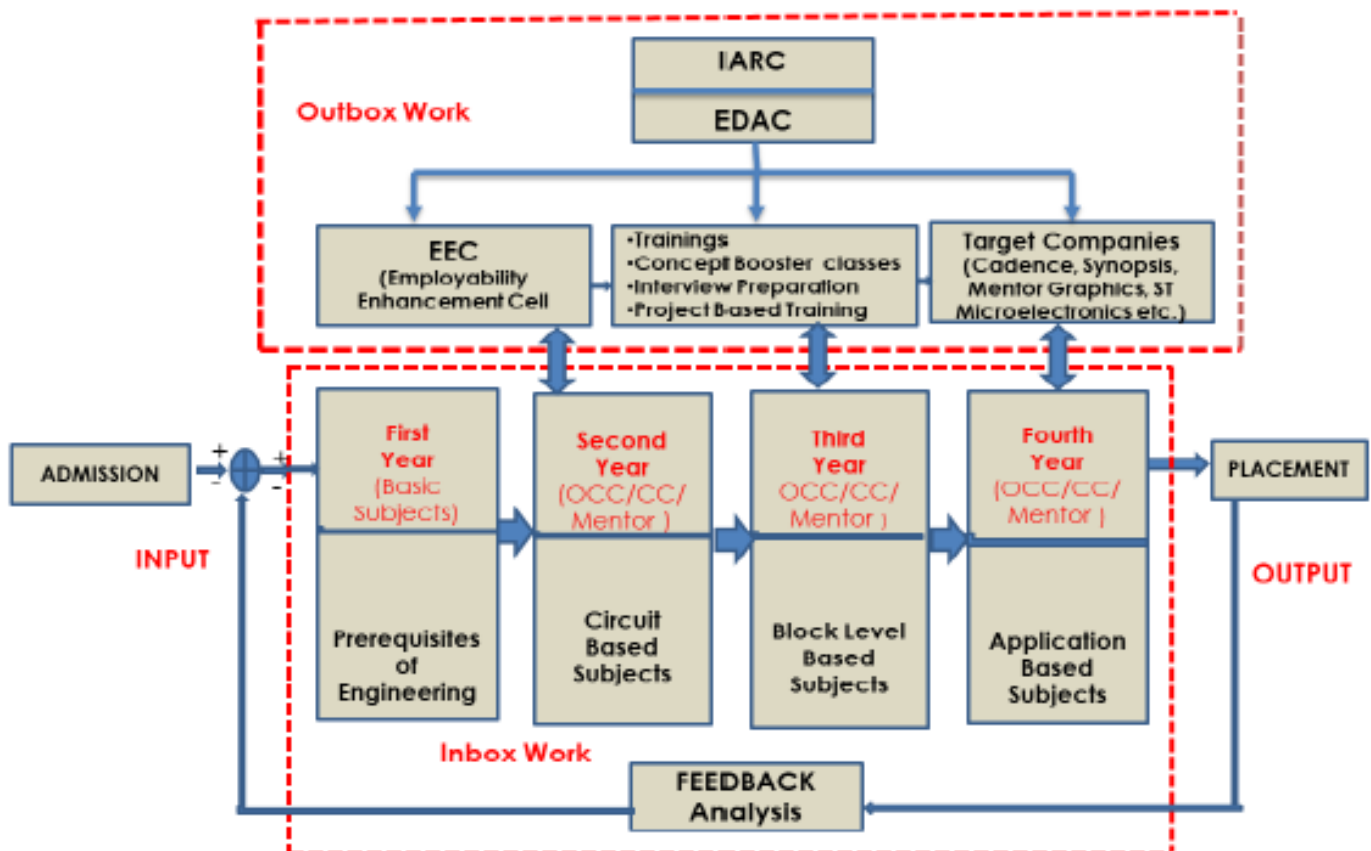 IARC
EDAC
Outbox Work
EEC
(Employability
Enhancement Cell
•Trainings
•Concept Booster classes
•Interview Preparation
•Project Based Training
Target Companies
(Cadence, Synopsis,
Mentor Graphics, ST
Microelectronics etc.)
ADMISSION
+
-
+
-
First
Year
(Basic
Subjects)
Prerequisites
of
Engineering
Second
Year
(OCC/CC/
Mentor )
Circuit
Based
Subjects
Third
Year
OCC/CC/
Mentor )
Block Level
Based
Subjects
Fourth
Year
(OCC/CC/
Mentor )
Application
Based
Subjects
PLACEMENT
INPUT
OUTPUT
Inbox Work
FEEDBACK
Analysis